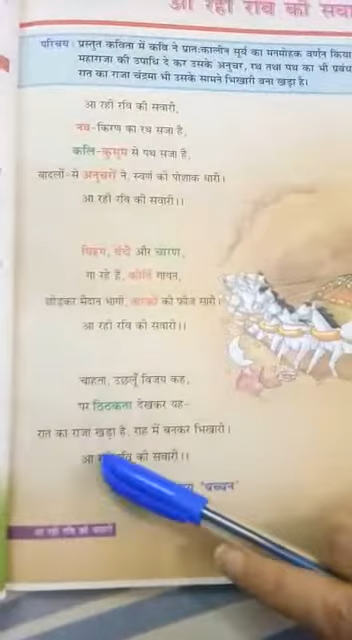 आ रही रवि की सवा
परिचय : प्रस्तुत कविता में कवि ने प्रात:कालीन सूर्य का मनमोहक वर्णन किया
महाराजा की उपाधि दे कर उसके अनुचर, रथ तथा पथ का भी प्रबंध
रात का राजा चंद्रमा भी उसके सामने भिखारी बना खड़ा है।
आ रही रवि की सवारी,
नव-किरण का रथ सजा है,
कलि-कुसुम से पथ सजा है,
बादलों-से अनुचरों ने, स्वर्ण की पोशाक धारी।
आ रही रवि की सवारी।।
विहग, बंदी और चारण,
गा रहे हैं, कीर्ति गायन,
छोड़कर मैदान भागी, तारकों की फौज सारी।
आ रही रवि की सवारी।।
चाहता, उछलूँ विजय कह,
पर ठिठकता देखकर यह-
रात का राजा खड़ा है, राह में बनकर भिखारी।
आ रही रवि की सवारी।।
'बच्चन'
आ रही रवि की सवारी